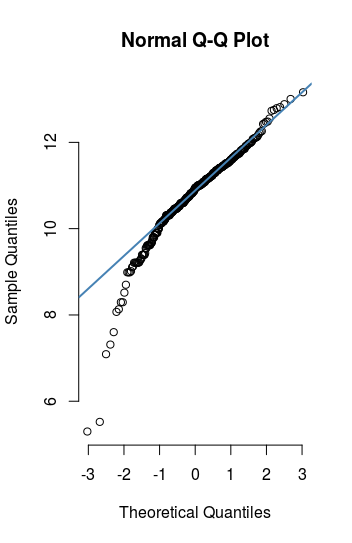 Normal Q-Q Plot
Sample Quantiles
12
10
8
6
-3 -2 -1 0 1 2 3
Theoretical Quantiles